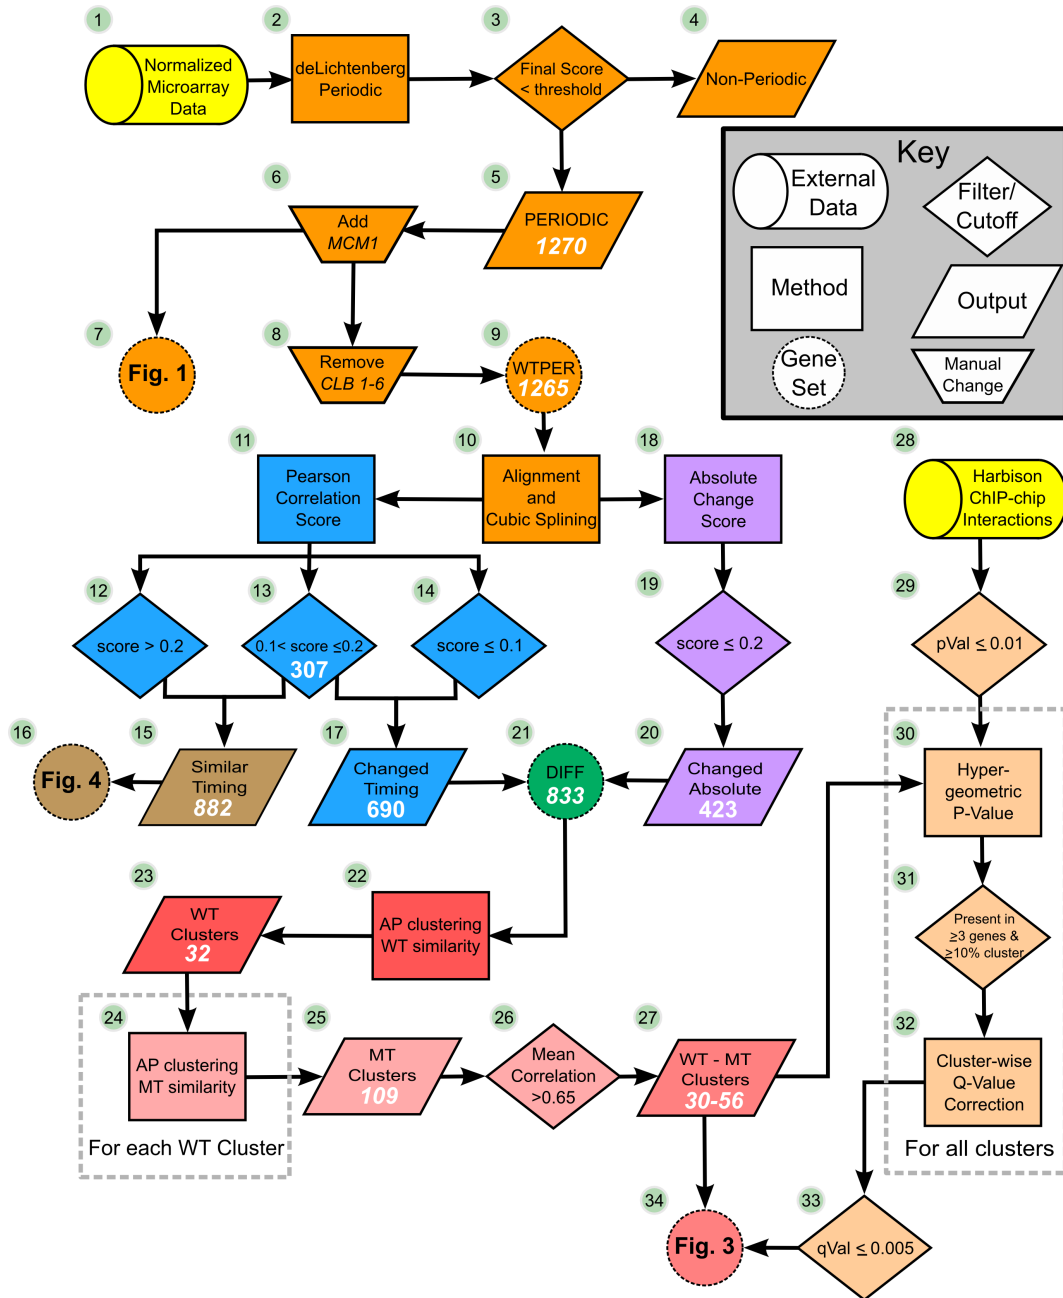 1
2
3
4
Normalized
Microarray
Data
deLichtenberg
Periodic
Final Score
< threshold
Non-Periodic
Key
External
Data
Filter/
Cutoff
Method
Output
Gene
Set
Manual
Change
6
5
Add
MCM1
PERIODIC
1270
7
8
9
Fig. 1
Remove
CLB 1-6
WTPER
1265
11
10
18
28
Pearson
Correlation
Score
Alignment
and
Cubic Splining
Absolute
Change
Score
Harbison
ChIP-chip
Interactions
12
13
14
19
29
score > 0.2
0.1< score ≤0.2
307
score ≤ 0.1
score ≤ 0.2
pVal ≤ 0.01
16
15
17
21
20
30
Fig. 4
Similar
Timing
882
Changed
Timing
690
DIFF
833
Changed
Absolute
423
Hyper-
geometric
P-Value
23
22
31
WT
Clusters
32
AP clustering
WT similarity
Present in
≥3 genes &
≥10% cluster
24
25
26
27
32
AP clustering
MT similarity
MT
Clusters
109
Mean
Correlation
>0.65
WT - MT
Clusters
30-56
Cluster-wise
Q-Value
Correction
For each WT Cluster
For all clusters
34
33
Fig. 3
qVal ≤ 0.005